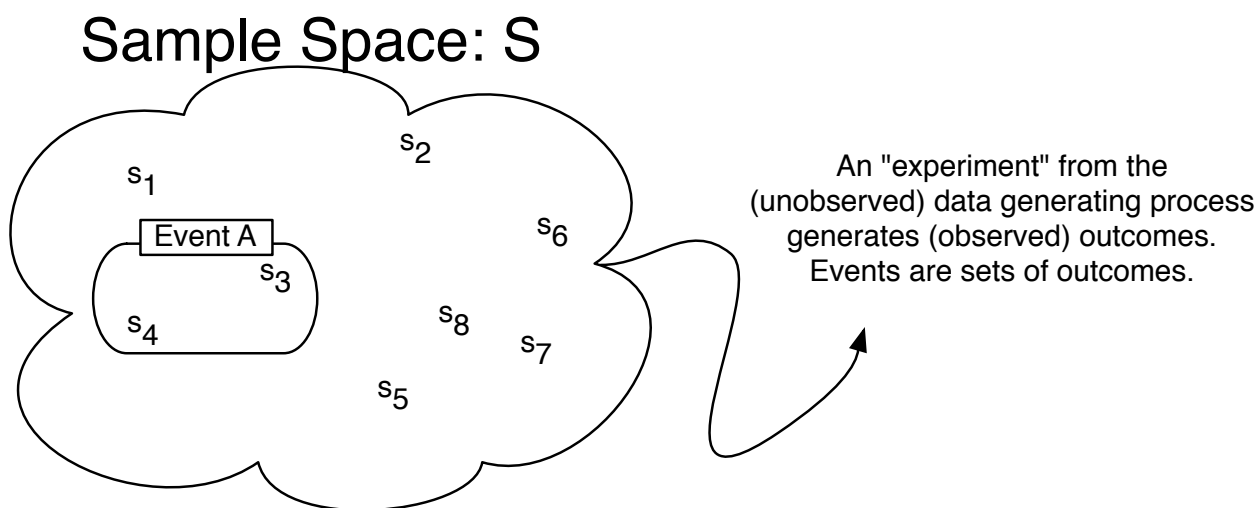 Sample Space: S
s2
s1
An "experiment" from the
(unobserved) data generating process
generates (observed) outcomes.
Events are sets of outcomes.
s6
Event A
s3
s4
s8
s7
s5